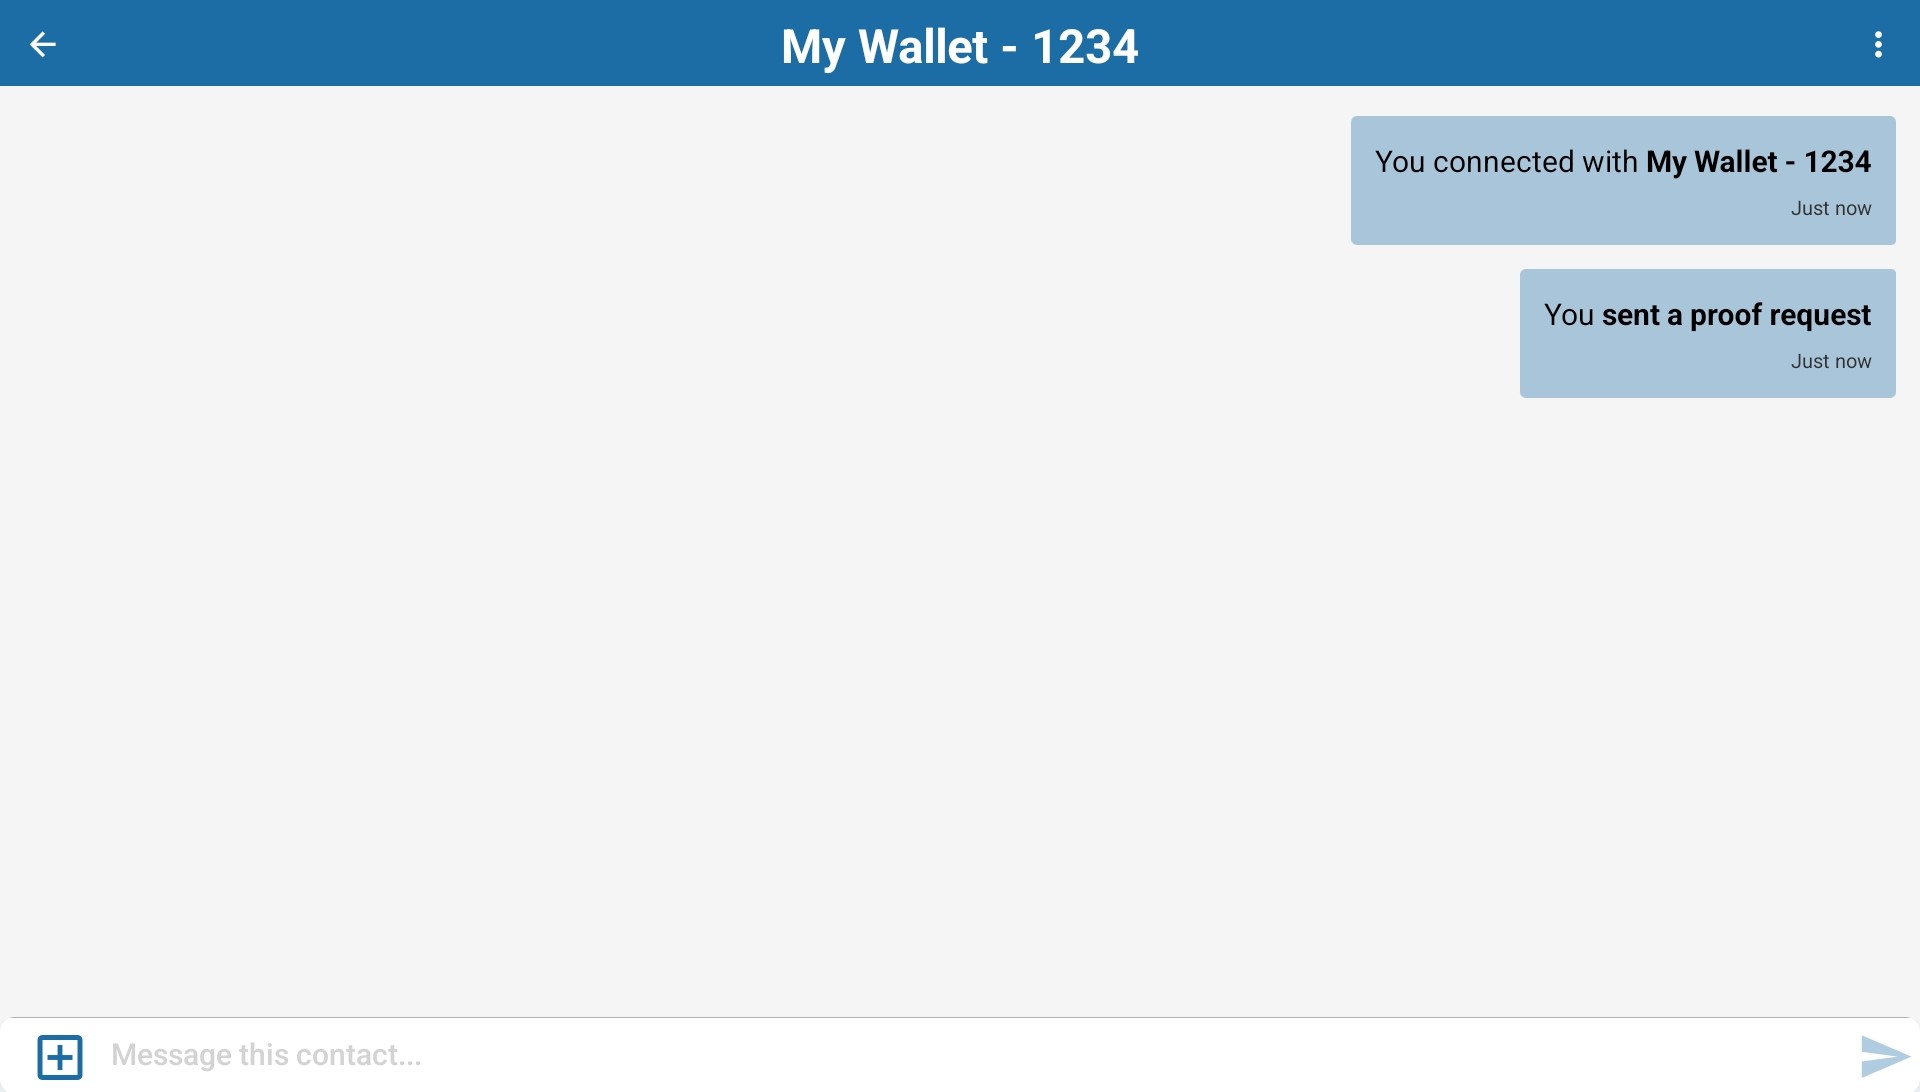 My Wallet - 1234
You connected with My Wallet - 1234
Just now
You sent a proof request
Just now
Message this contact...